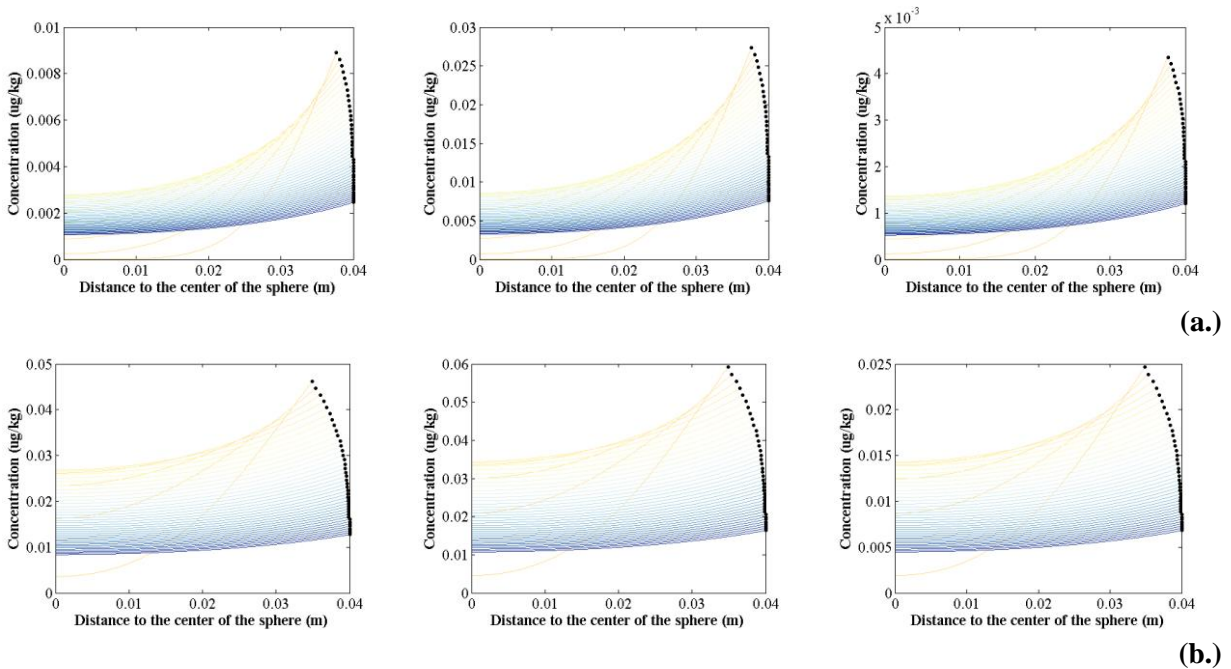 0.01
0.008
0.006
0.004
0.002
0
0 0.01 0.02 0.03 0.04
Concentration (ug/kg)
Distance to the center of the sphere (m)
0.03
0.025
0.02
0.015
0.01
0.005
0
0 0.01 0.02 0.03 0.04
Concentration (ug/kg)
Distance to the center of the sphere (m)
5 x 10⁻³
4
3
2
1
0
0 0.01 0.02 0.03 0.04
Concentration (ug/kg)
Distance to the center of the sphere (m)
(a.)
0.05
0.04
0.03
0.02
0.01
0
0 0.01 0.02 0.03 0.04
Concentration (ug/kg)
Distance to the center of the sphere (m)
0.06
0.05
0.04
0.03
0.02
0.01
0
0 0.01 0.02 0.03 0.04
Concentration (ug/kg)
Distance to the center of the sphere (m)
0.025
0.02
0.015
0.01
0.005
0
0 0.01 0.02 0.03 0.04
Concentration (ug/kg)
Distance to the center of the sphere (m)
(b.)